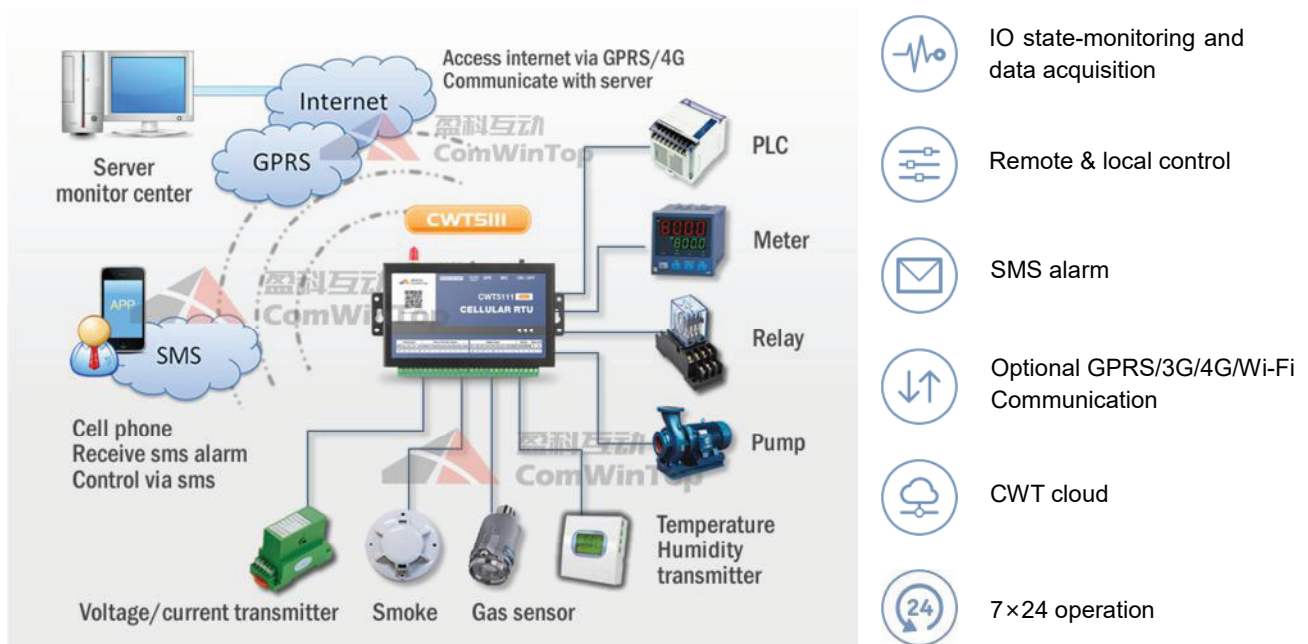 Access internet via GPRS/4G
Communicate with server
Internet
GPRS
Server
monitor center
盈科互动
ComWinTop
PLC
CWT5111
Meter
盈科互动
ComWinTop
CWT5111
CELLULAR RTU
APP
SMS
Relay
Cell phone
Receive sms alarm
Control via sms
盈科互动
ComWinTop
Pump
Temperature
Humidity
transmitter
Voltage/current transmitter
Smoke
Gas sensor
IO state-monitoring and
data acquisition
Remote & local control
SMS alarm
Optional GPRS/3G/4G/Wi-Fi
Communication
CWT cloud
24
7×24 operation